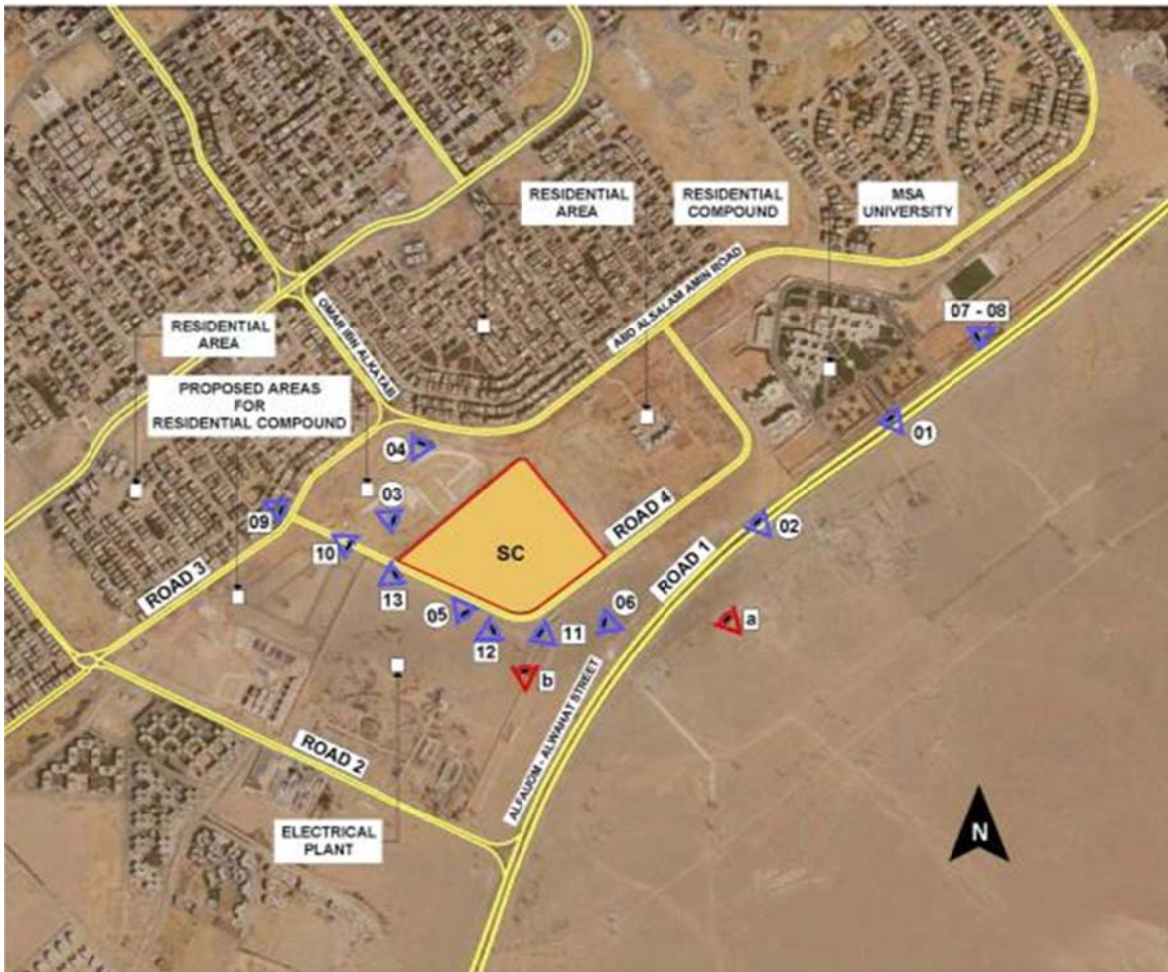 RESIDENTIAL
AREA
RESIDENTIAL
COMPOUND
MSA
UNIVERSITY
OMAR IBIN ALKATAB
ABD ALSALAM AMIN ROAD
RESIDENTIAL
AREA
07 - 08
PROPOSED AREAS
FOR
RESIDENTIAL COMPOUND
01
04
03
09
02
ROAD 4
SC
10
ROAD 1
ROAD 3
13
05
06
a
12
11
b
ALFAUOM - ALWAHAT STREET
ROAD 2
ELECTRICAL
PLANT
N